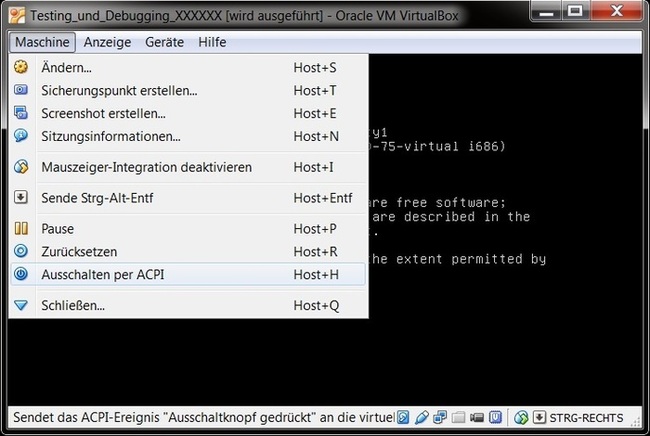 Testing_und_Debugging_XXXXXX [wird ausgeführt] - Oracle VM VirtualBox
Maschine Anzeige Geräte Hilfe
Ändern... Host+S
Sicherungspunkt erstellen... Host+T
Screenshot erstellen... Host+E
Sitzungsinformationen... Host+N
Mauszeiger-Integration deaktivieren Host+I
Sende Strg-Alt-Entf Host+Entf
Pause Host+P
Zurücksetzen Host+R
Ausschalten per ACPI Host+H
Schließen... Host+Q
ty1
0-75-virtual i686)
are free software;
are described in the
.
the extent permitted by
Sendet das ACPI-Ereignis "Ausschaltknopf gedrückt" an die virtue
STRG-RECHTS